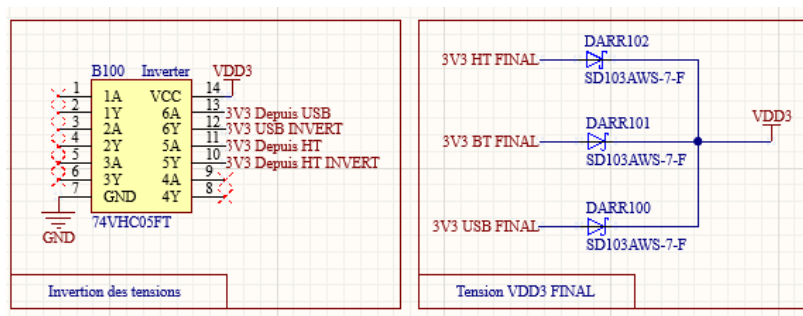 B100 Inverter VDD3
1 1A VCC 14
2 1Y 6A 13 3V3 Depuis USB
3 2A 6Y 12 3V3 USB INVERT
4 2Y 5A 11 3V3 Depuis HT
5 3A 5Y 10 3V3 Depuis HT INVERT
6 3Y 4A 9
7 GND 4Y 8
74VHC05FT
GND
Invertion des tensions
DARR102
3V3 HT FINAL
SD103AWS-7-F
DARR101
VDD3
3V3 BT FINAL
SD103AWS-7-F
DARR100
3V3 USB FINAL
SD103AWS-7-F
Tension VDD3 FINAL